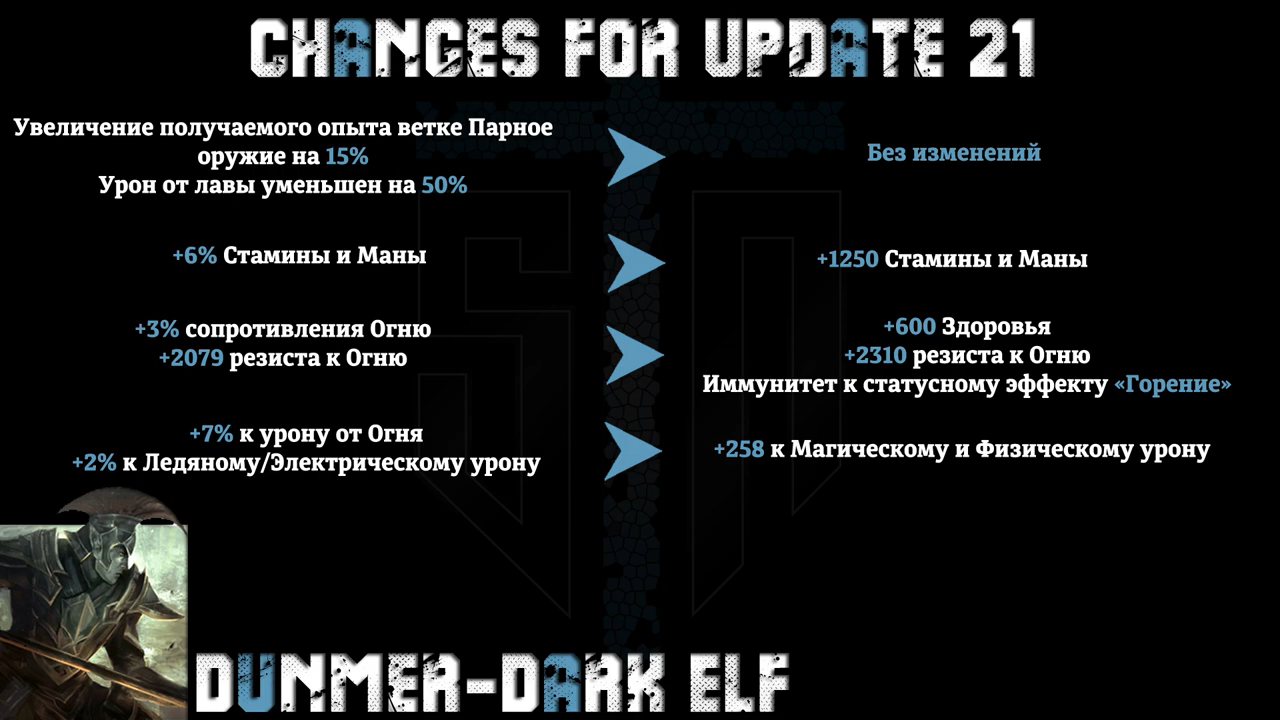 CHANGES FOR UPDATE 21
Увеличение получаемого опыта ветке Парное
оружие на 15%
Урон от лавы уменьшен на 50%
Без изменений
+6% Стамины и Маны
+1250 Стамины и Маны
+3% сопротивления Огню
+2079 резиста к Огню
+600 Здоровья
+2310 резиста к Огню
Иммунитет к статусному эффекту «Горение»
+7% к урону от Огня
+2% к Ледяному/Электрическому урону
+258 к Магическому и Физическому урону
DUNMER-DARK ELF